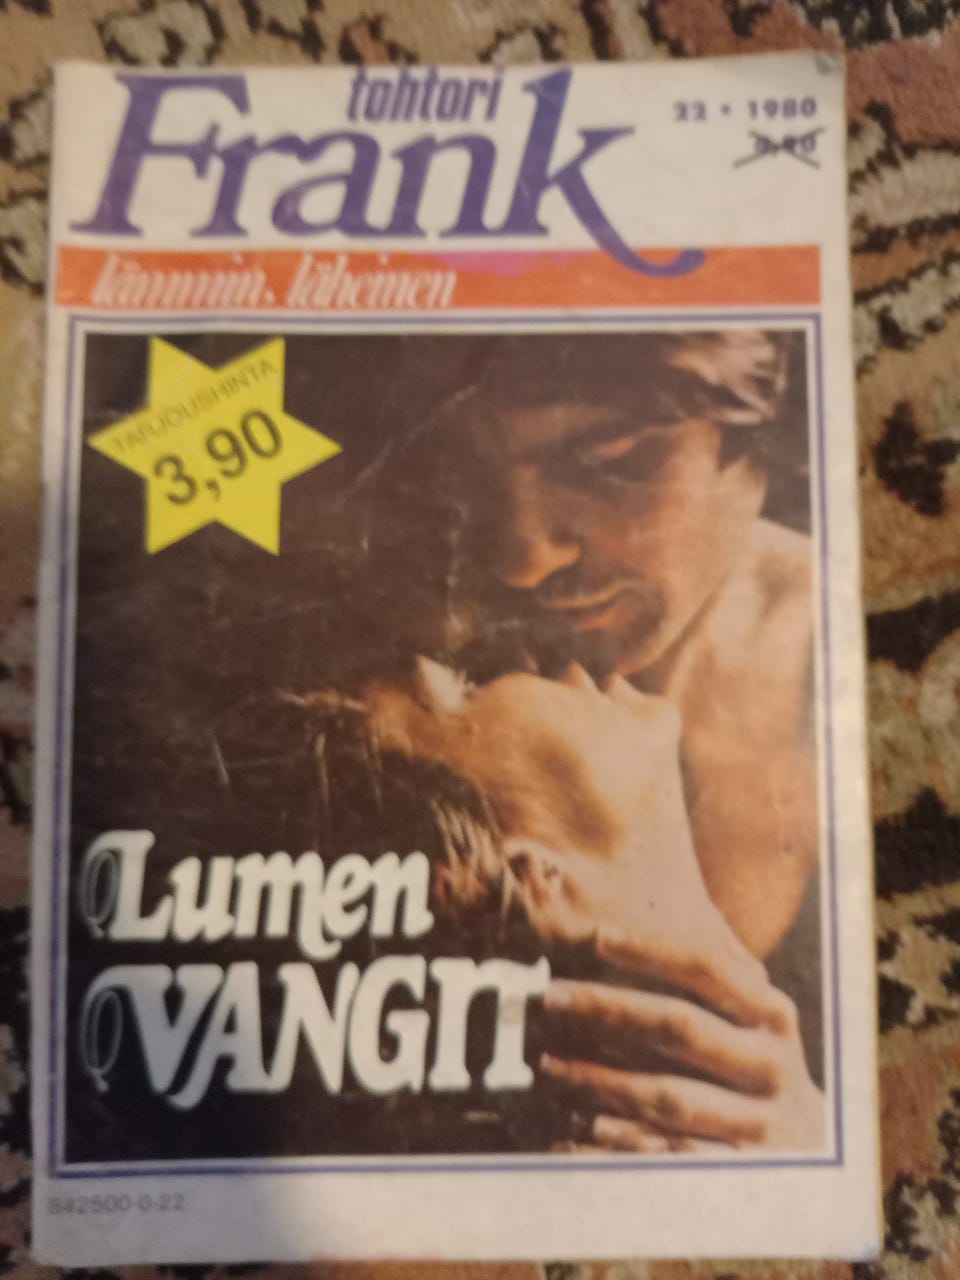 tohtori
Frank
22 • 1980
lämmin, läheinen
TARJOUSHINTA
3,90
Lumen
VANGIT
842500-0-22